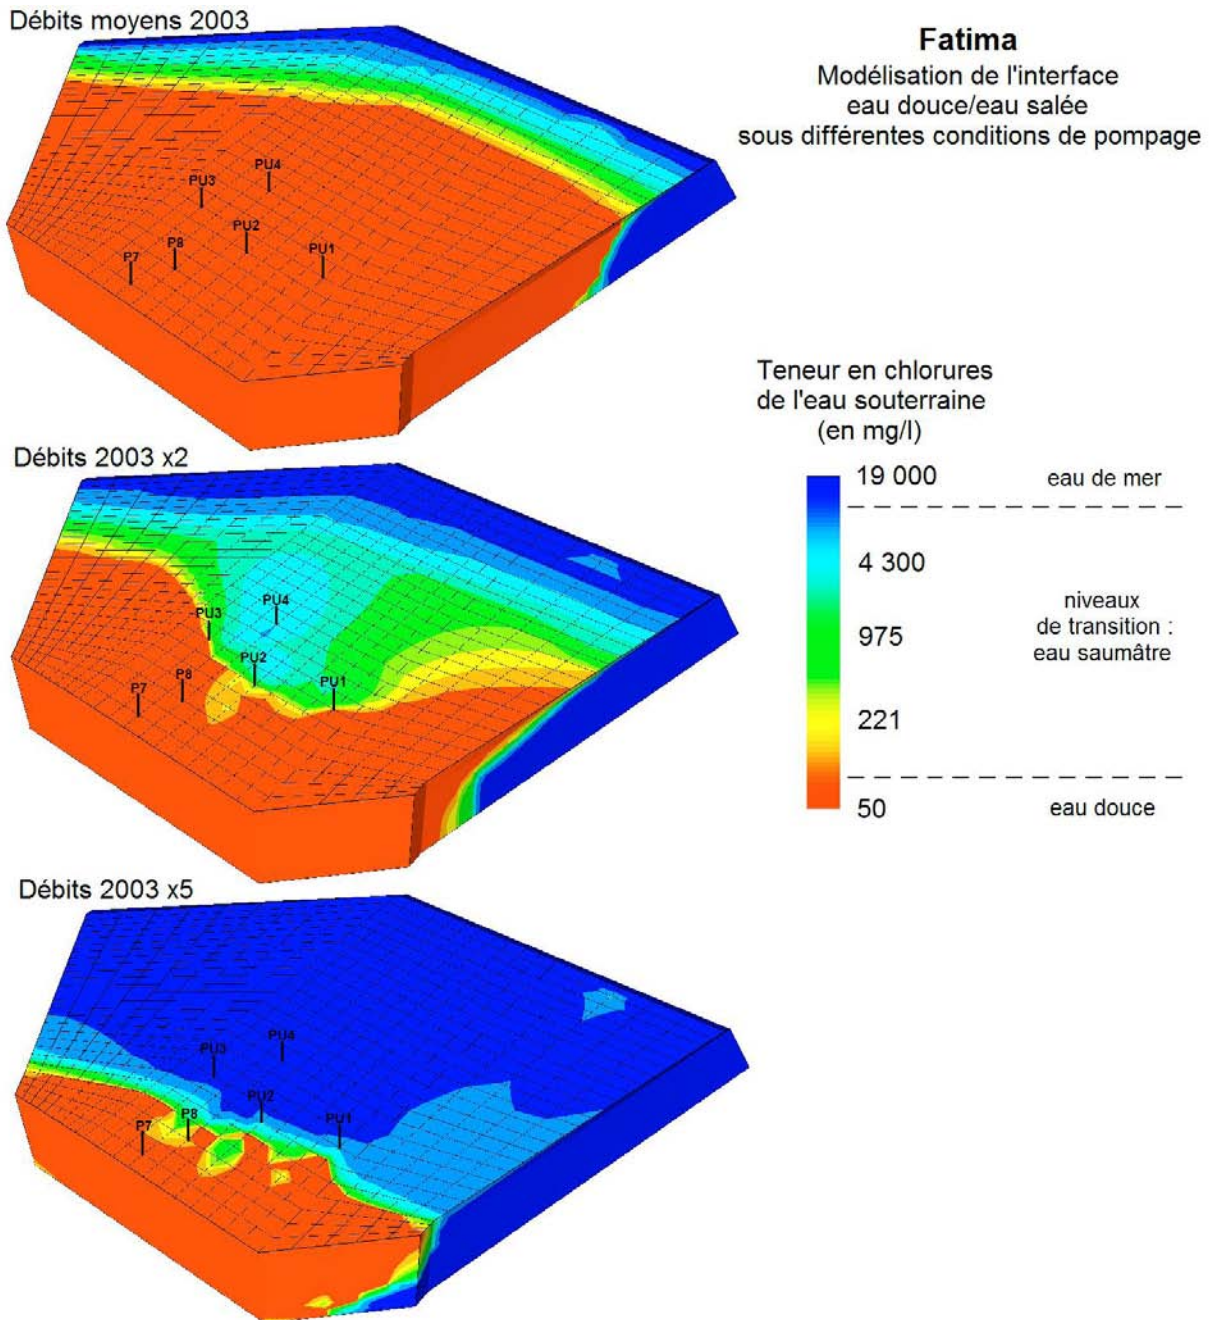 Débits moyens 2003
Fatima
Modélisation de l'interface
eau douce/eau salée
sous différentes conditions de pompage
PU4
PU3
PU2
PU1
P8
P7
Teneur en chlorures
de l'eau souterraine
(en mg/l)
19 000
eau de mer
4 300
niveaux
de transition :
eau saumâtre
975
221
50
eau douce
Débits 2003 x2
PU4
PU3
PU2
PU1
P8
P7
Débits 2003 x5
PU4
PU3
PU2
PU1
P8
P7